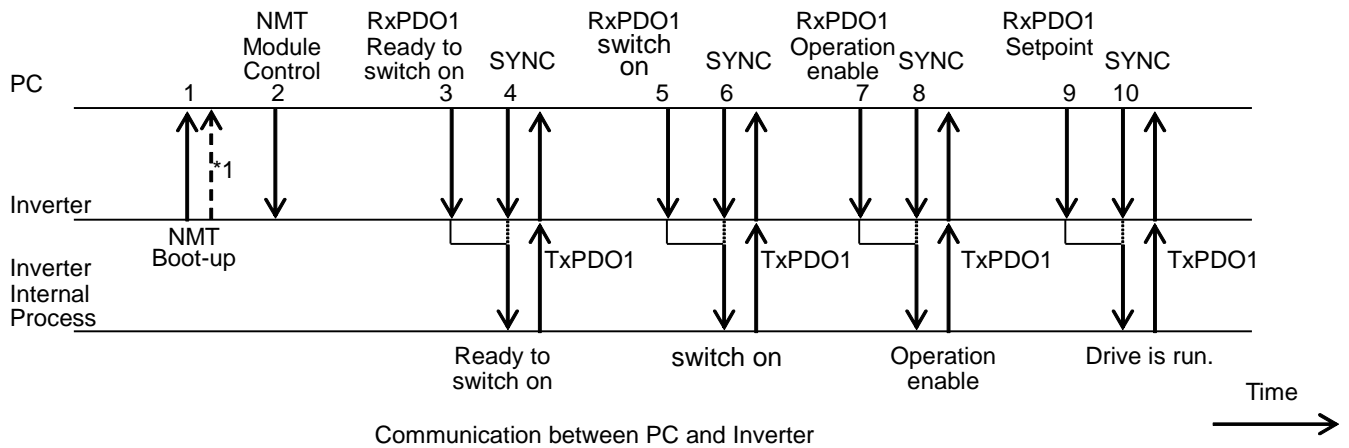 NMT
Module
Control
RxPDO1
Ready to
switch on
SYNC
RxPDO1
switch
on
SYNC
RxPDO1
Operation
enable
SYNC
RxPDO1
Setpoint
SYNC
PC
1
2
3
4
5
6
7
8
9
10
*1
Inverter
NMT
Boot-up
TxPDO1
TxPDO1
TxPDO1
TxPDO1
Inverter
Internal
Process
Ready to
switch on
switch on
Operation
enable
Drive is run.
Time
Communication between PC and Inverter